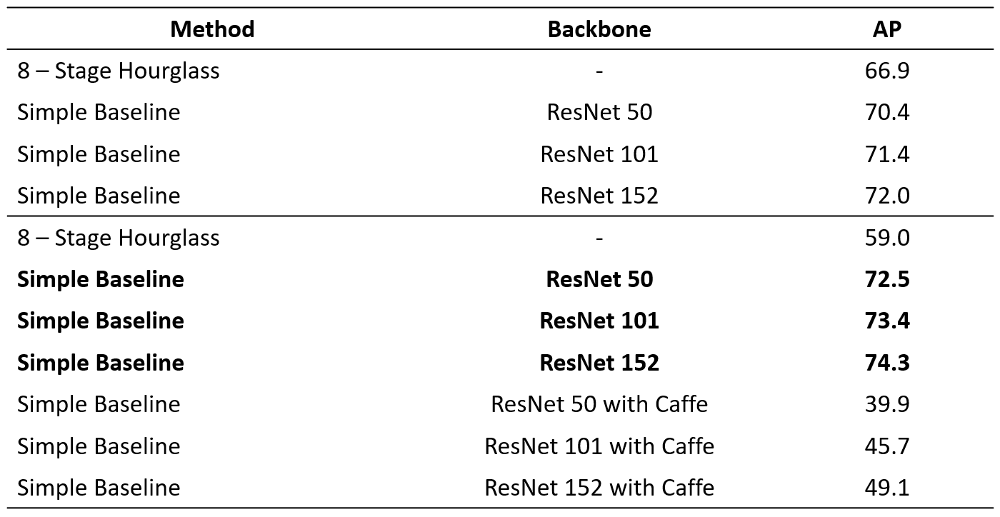 Method Backbone AP
8 – Stage Hourglass - 66.9
Simple Baseline ResNet 50 70.4
Simple Baseline ResNet 101 71.4
Simple Baseline ResNet 152 72.0
8 – Stage Hourglass - 59.0
Simple Baseline ResNet 50 72.5
Simple Baseline ResNet 101 73.4
Simple Baseline ResNet 152 74.3
Simple Baseline ResNet 50 with Caffe 39.9
Simple Baseline ResNet 101 with Caffe 45.7
Simple Baseline ResNet 152 with Caffe 49.1